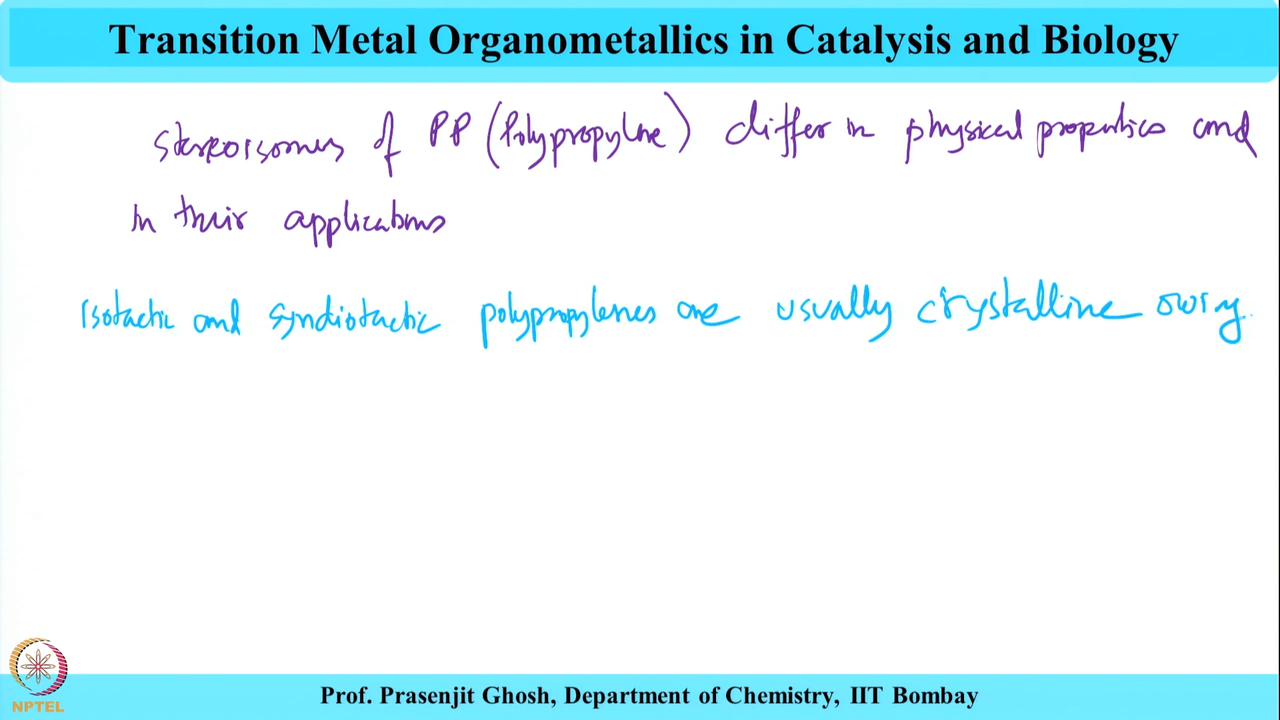 Transition Metal Organometallics in Catalysis and Biology
stereoisomers of PP (Polypropylene) differ in physical properties and
in their applications
isotactic and syndiotactic polypropylenes are usually crystalline owing
NPTEL
Prof. Prasenjit Ghosh, Department of Chemistry, IIT Bombay